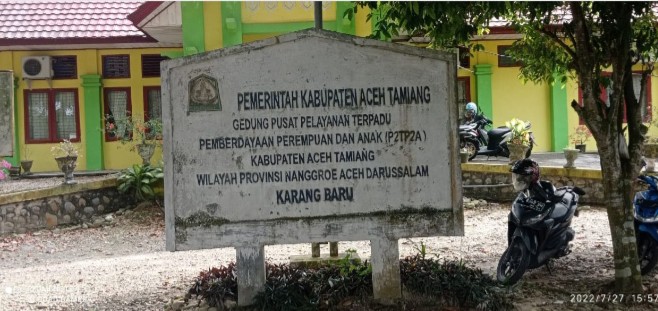 PEMERINTAH KABUPATEN ACEH TAMIANG
GEDUNG PUSAT PELAYANAN TERPADU
PEMBERDAYAAN PEREMPUAN DAN ANAK (P2TP2A)
KABUPATEN ACEH TAMIANG
WILAYAH PROVINSI NANGGROE ACEH DARUSSALAM
KARANG BARU
2022/7/27 15:57